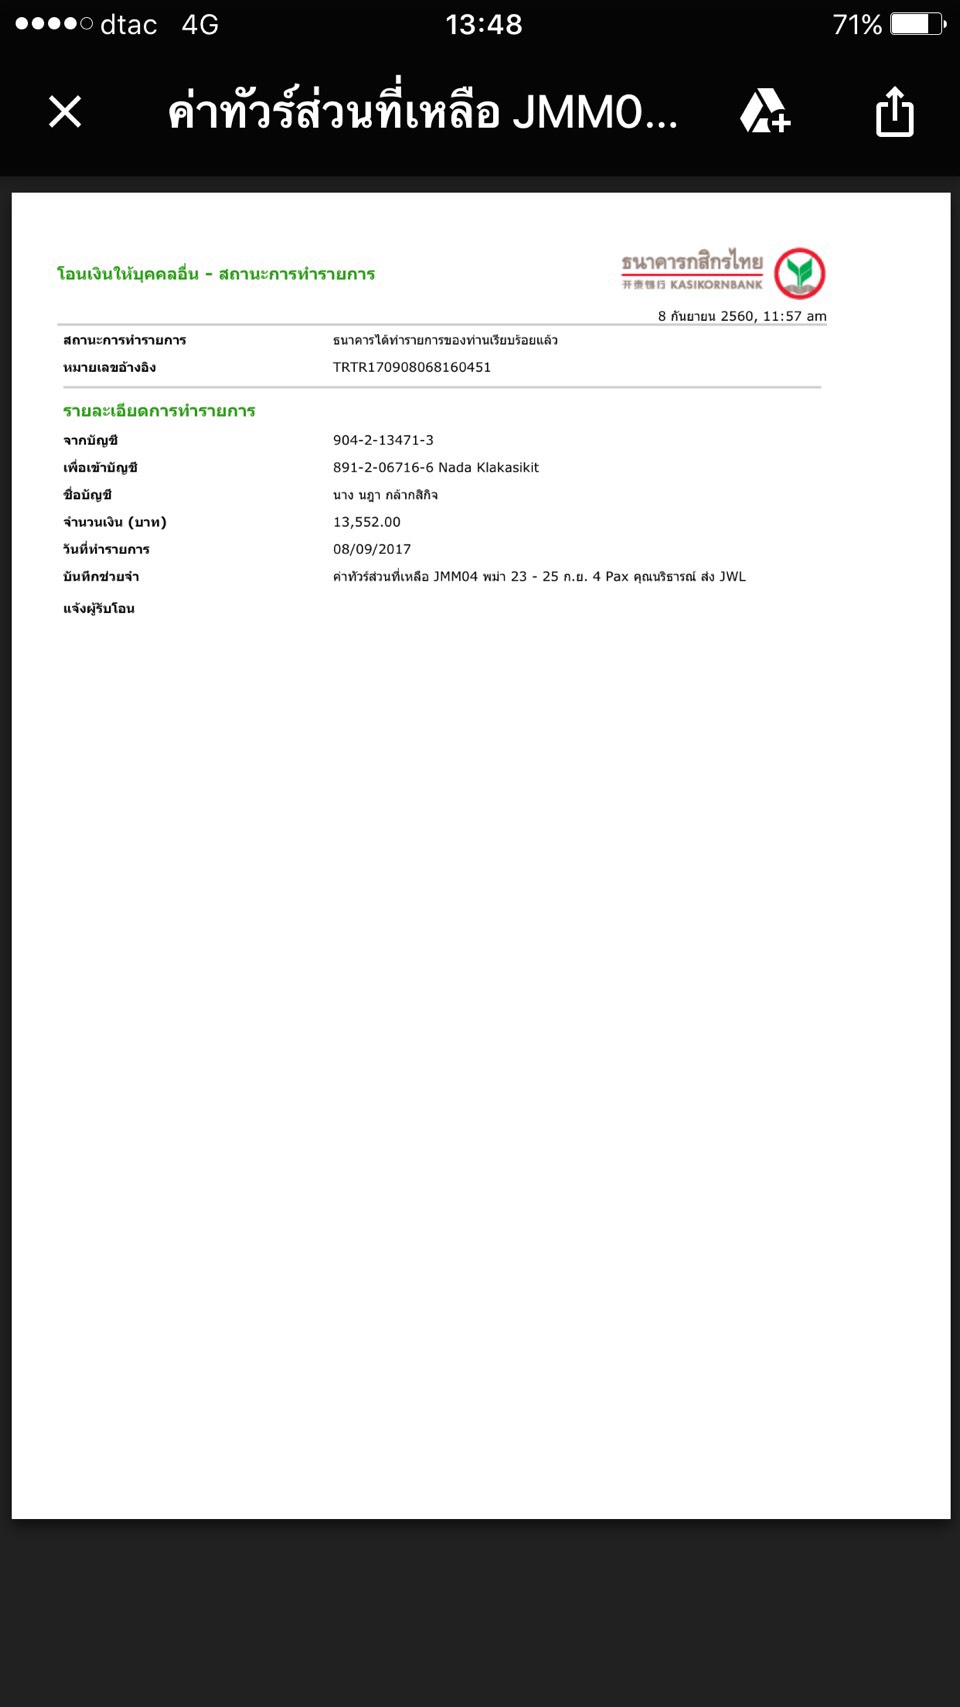 dtac 4G 13:48 71%
ค่าทัวร์ส่วนที่เหลือ JMM0...
โอนเงินให้บุคคลอื่น - สถานะการทำรายการ
ธนาคารกสิกรไทย
开泰银行 KASIKORNBANK
8 กันยายน 2560, 11:57 am
สถานะการทำรายการ ธนาคารได้ทำรายการของท่านเรียบร้อยแล้ว
หมายเลขอ้างอิง TRTR170908068160451
รายละเอียดการทำรายการ
จากบัญชี 904-2-13471-3
เพื่อเข้าบัญชี 891-2-06716-6 Nada Klakasikit
ชื่อบัญชี นาง นฎา กล้ากสิกิจ
จำนวนเงิน (บาท) 13,552.00
วันที่ทำรายการ 08/09/2017
บันทึกช่วยจำ ค่าทัวร์ส่วนที่เหลือ JMM04 พม่า 23 - 25 ก.ย. 4 Pax คุณบริธารณ์ ส่ง JWL
แจ้งผู้รับโอน